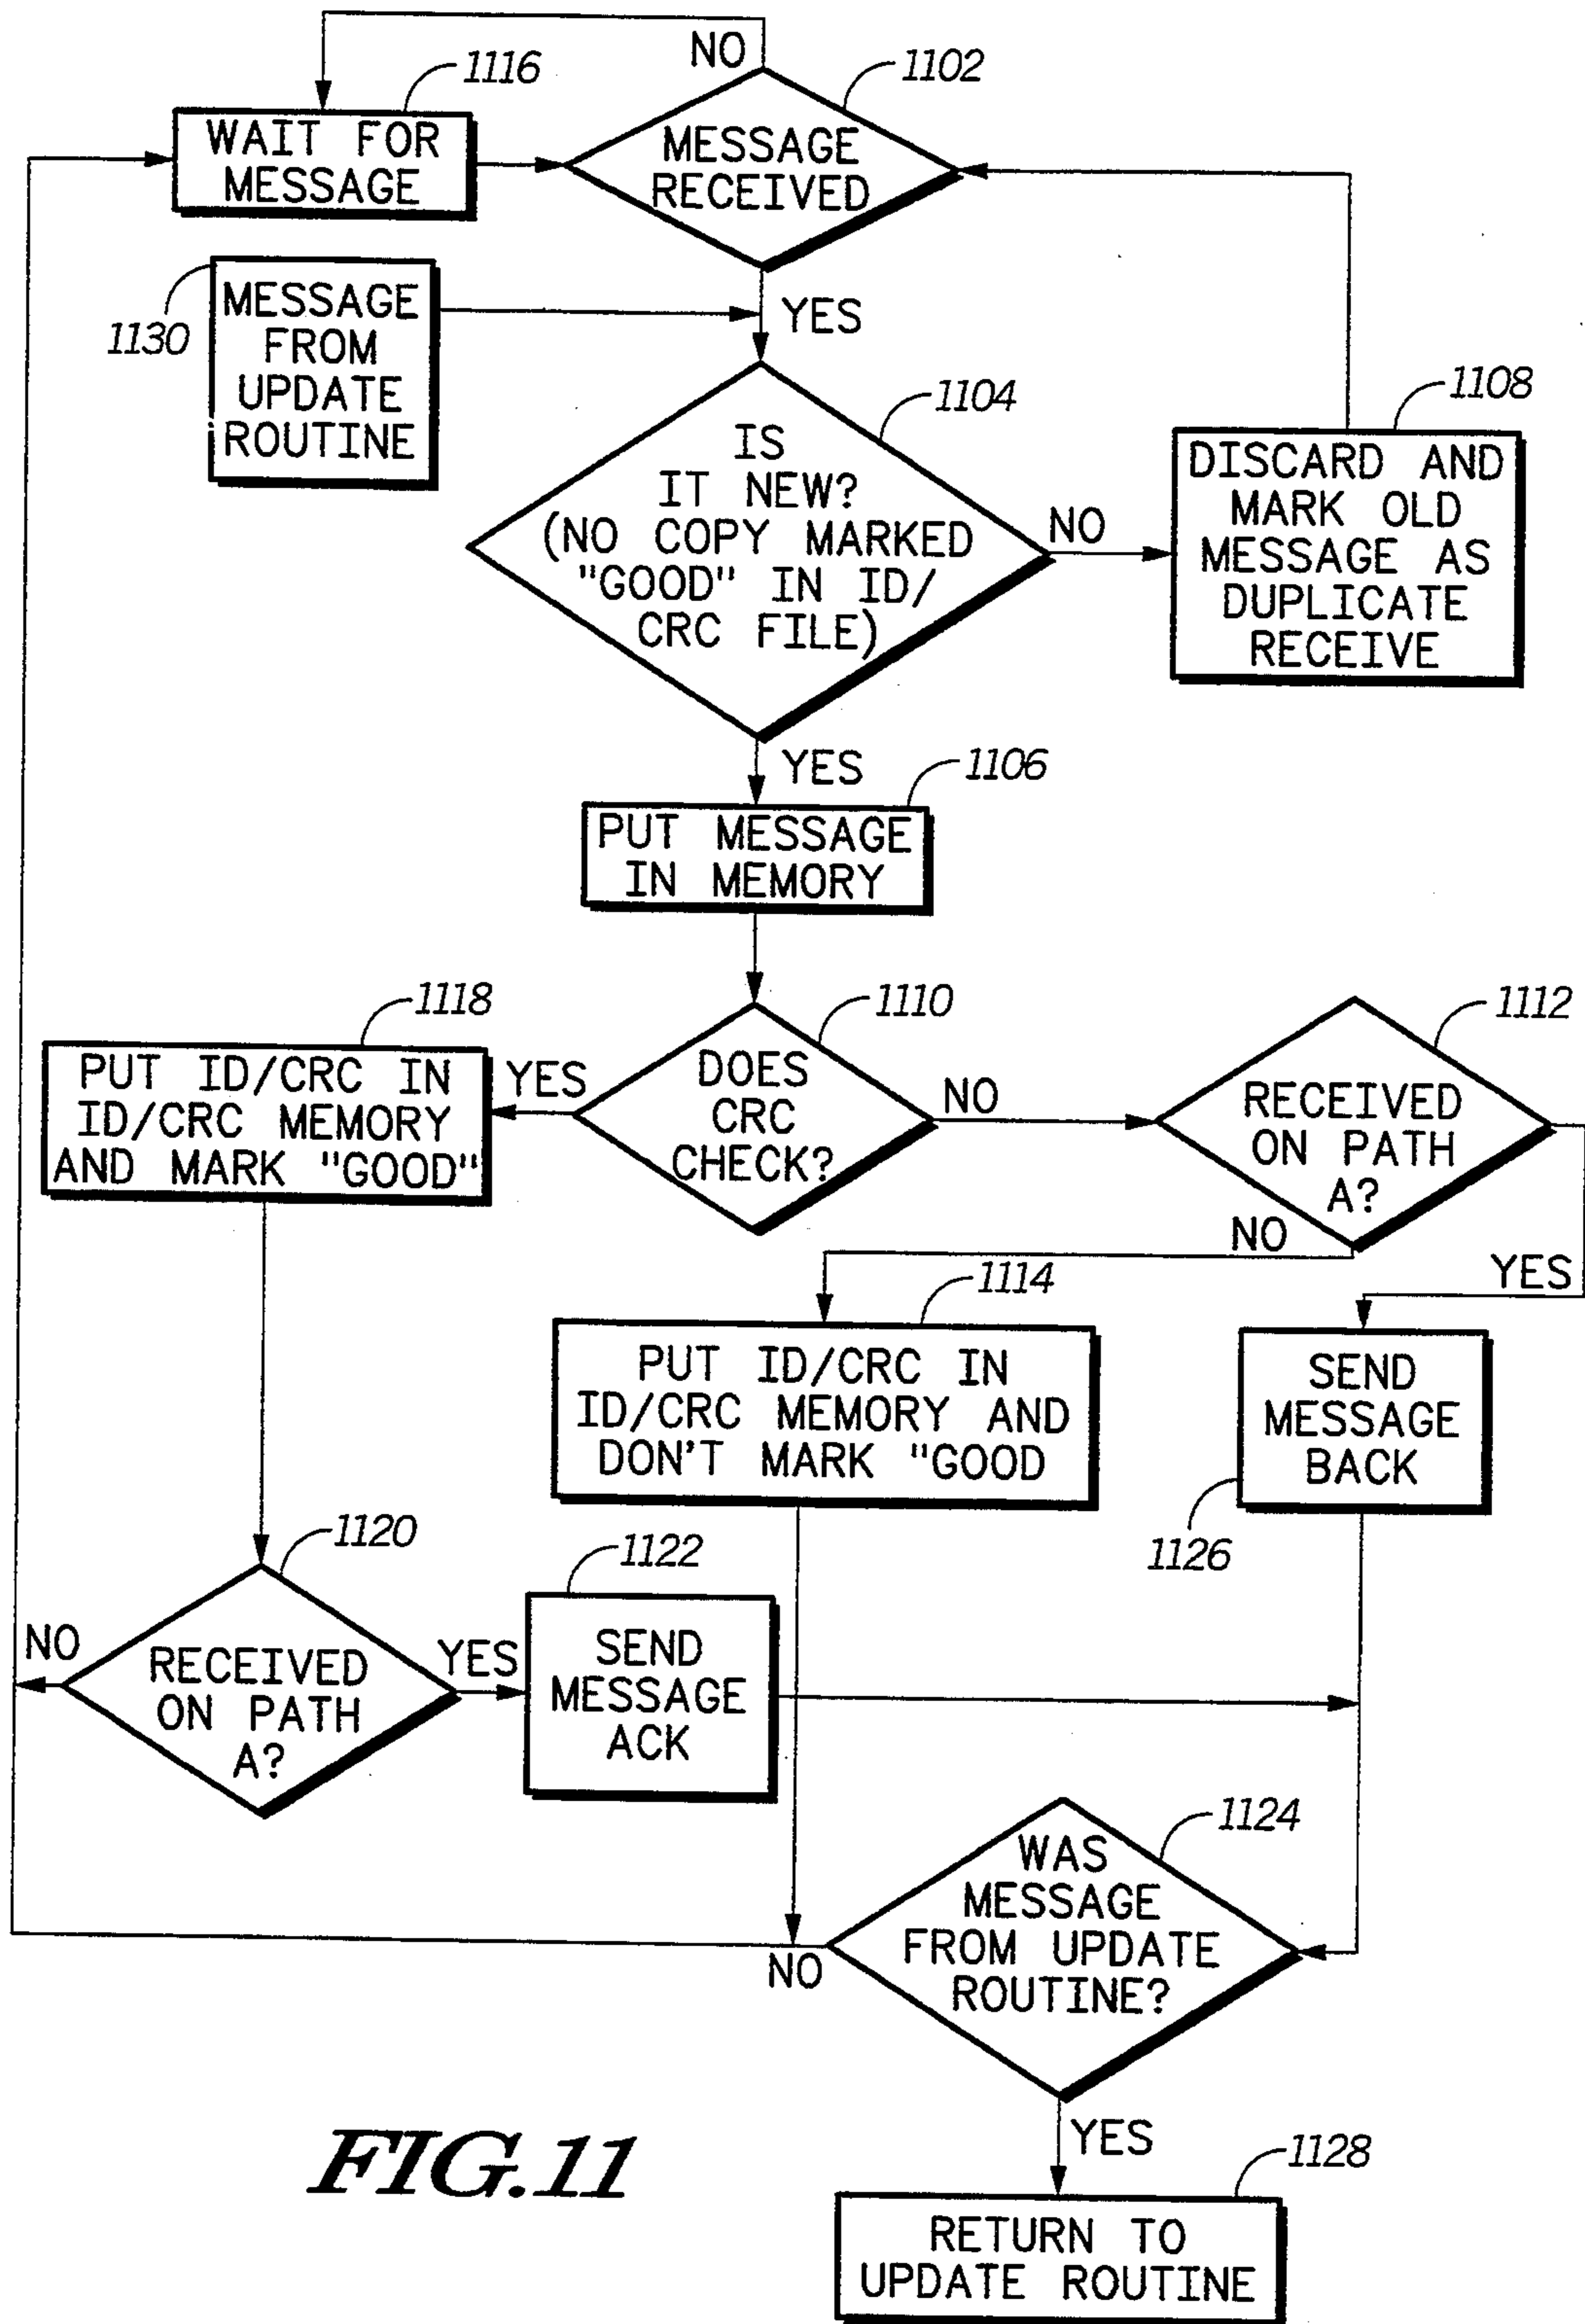 NO
1116
1102
WAIT FOR
MESSAGE
MESSAGE
RECEIVED
1130
MESSAGE
FROM
UPDATE
ROUTINE
YES
1104
IS
IT NEW?
(NO COPY MARKED
"GOOD" IN ID/
CRC FILE)
NO
1108
DISCARD AND
MARK OLD
MESSAGE AS
DUPLICATE
RECEIVE
YES
1106
PUT MESSAGE
IN MEMORY
1118
PUT ID/CRC IN
ID/CRC MEMORY
AND MARK "GOOD"
YES
1110
DOES
CRC
CHECK?
NO
1112
RECEIVED
ON PATH
A?
NO
YES
1114
PUT ID/CRC IN
ID/CRC MEMORY AND
DON'T MARK "GOOD
SEND
MESSAGE
BACK
1126
1120
NO
RECEIVED
ON PATH
A?
YES
1122
SEND
MESSAGE
ACK
1124
WAS
MESSAGE
FROM UPDATE
ROUTINE?
NO
YES
1128
RETURN TO
UPDATE ROUTINE
FIG.11